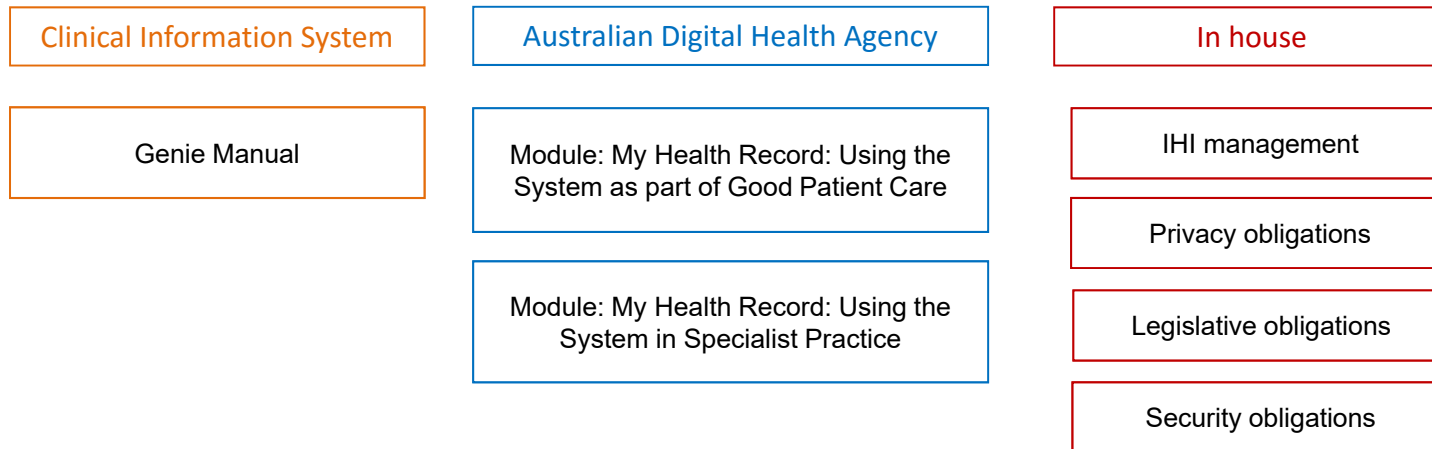 Clinical Information System
Genie Manual
Australian Digital Health Agency
Module: My Health Record: Using the
System as part of Good Patient Care
Module: My Health Record: Using the
System in Specialist Practice
In house
IHI management
Privacy obligations
Legislative obligations
Security obligations